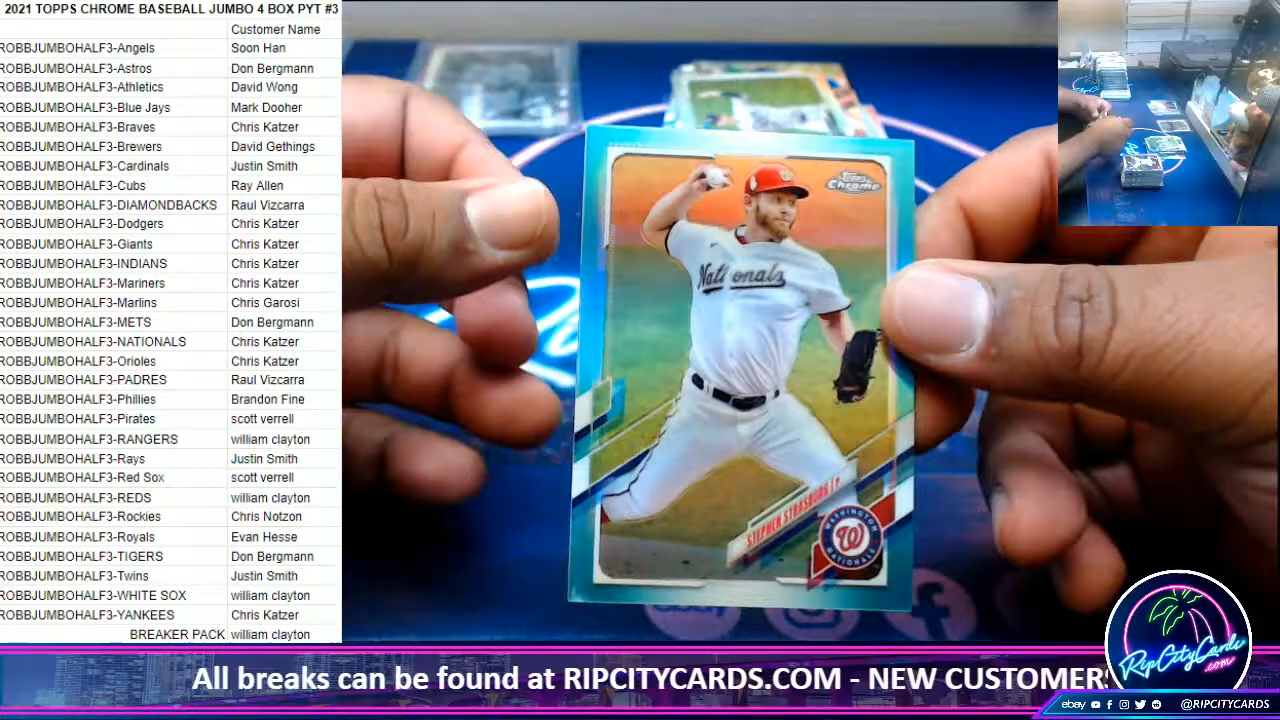 2021 TOPPS CHROME BASEBALL JUMBO 4 BOX PYT #3
Customer Name
ROBBJUMBOHALF3-Angels Soon Han
ROBBJUMBOHALF3-Astros Don Bergmann
ROBBJUMBOHALF3-Athletics David Wong
ROBBJUMBOHALF3-Blue Jays Mark Dooher
ROBBJUMBOHALF3-Braves Chris Katzer
ROBBJUMBOHALF3-Brewers David Gethings
ROBBJUMBOHALF3-Cardinals Justin Smith
ROBBJUMBOHALF3-Cubs Ray Allen
ROBBJUMBOHALF3-DIAMONDBACKS Raul Vizcarra
ROBBJUMBOHALF3-Dodgers Chris Katzer
ROBBJUMBOHALF3-Giants Chris Katzer
ROBBJUMBOHALF3-INDIANS Chris Katzer
ROBBJUMBOHALF3-Mariners Chris Katzer
ROBBJUMBOHALF3-Marlins Chris Garosi
ROBBJUMBOHALF3-METS Don Bergmann
ROBBJUMBOHALF3-NATIONALS Chris Katzer
ROBBJUMBOHALF3-Orioles Chris Katzer
ROBBJUMBOHALF3-PADRES Raul Vizcarra
ROBBJUMBOHALF3-Phillies Brandon Fine
ROBBJUMBOHALF3-Pirates scott verrell
ROBBJUMBOHALF3-RANGERS william clayton
ROBBJUMBOHALF3-Rays Justin Smith
ROBBJUMBOHALF3-Red Sox scott verrell
ROBBJUMBOHALF3-REDS william clayton
ROBBJUMBOHALF3-Rockies Chris Notzon
ROBBJUMBOHALF3-Royals Evan Hesse
ROBBJUMBOHALF3-TIGERS Don Bergmann
ROBBJUMBOHALF3-Twins Justin Smith
ROBBJUMBOHALF3-WHITE SOX william clayton
ROBBJUMBOHALF3-YANKEES Chris Katzer
BREAKER PACK william clayton
Topps Chrome
Nationals
STEPHEN STRASBURG
WASHINGTON
W
NATIONALS
ebay
RipCityCards
.com
All breaks can be found at RIPCITYCARDS.COM - NEW CUSTOMER
ebay @RIPCITYCARDS